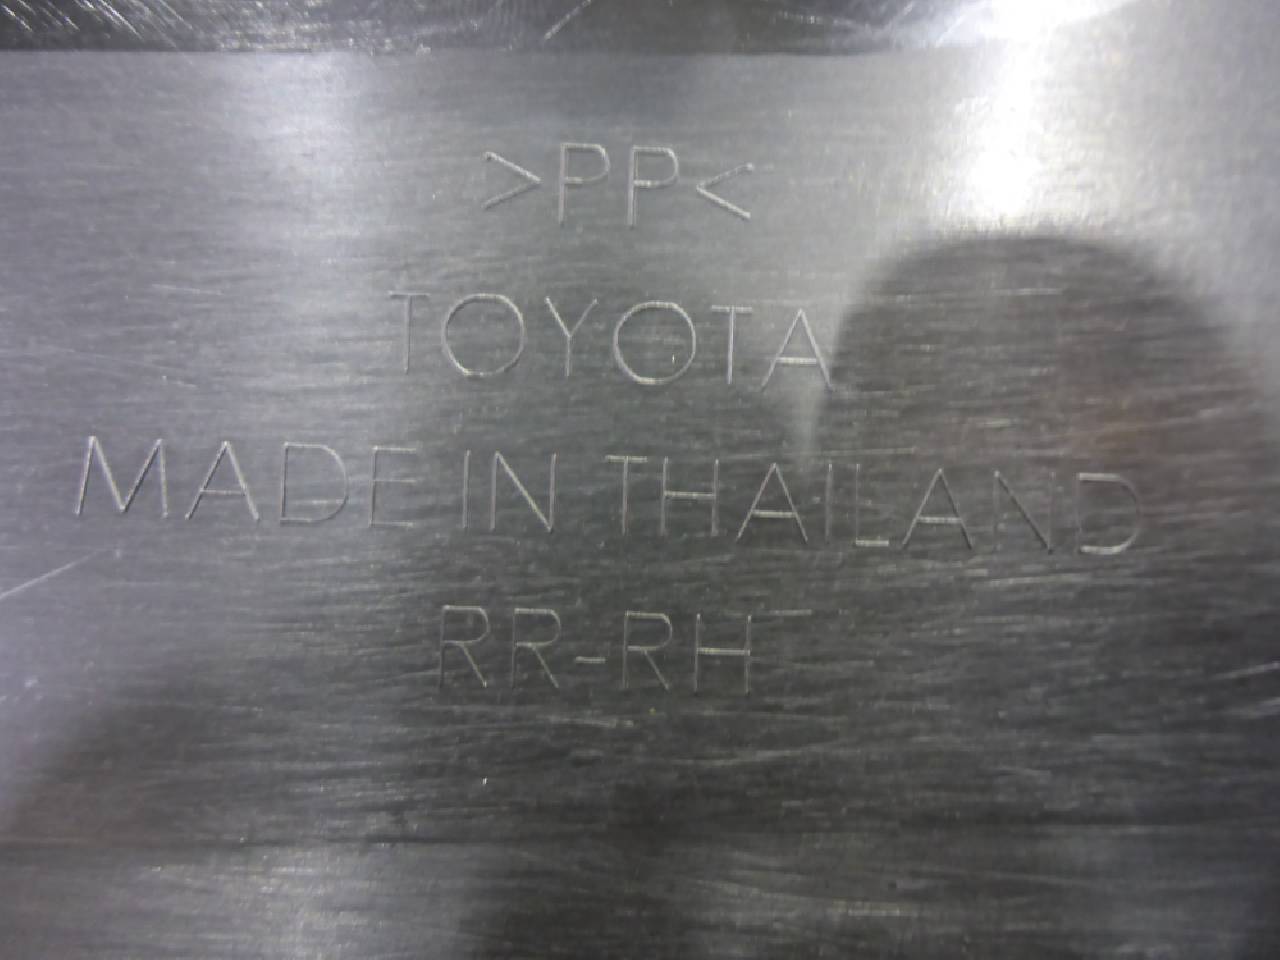 >PP<
TOYOTA
MADE IN THAILAND
RR-RH